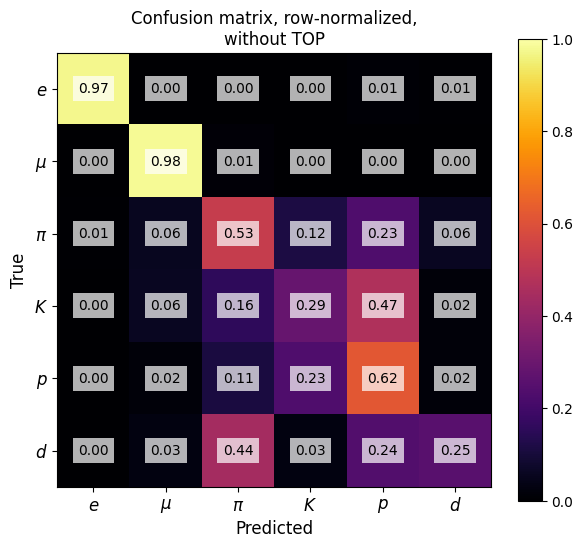 Confusion matrix, row-normalized,
without TOP
e 0.97 0.00 0.00 0.00 0.01 0.01
μ 0.00 0.98 0.01 0.00 0.00 0.00
π 0.01 0.06 0.53 0.12 0.23 0.06
K 0.00 0.06 0.16 0.29 0.47 0.02
p 0.00 0.02 0.11 0.23 0.62 0.02
d 0.00 0.03 0.44 0.03 0.24 0.25
e μ π K p d
True
Predicted
1.0
0.8
0.6
0.4
0.2
0.0